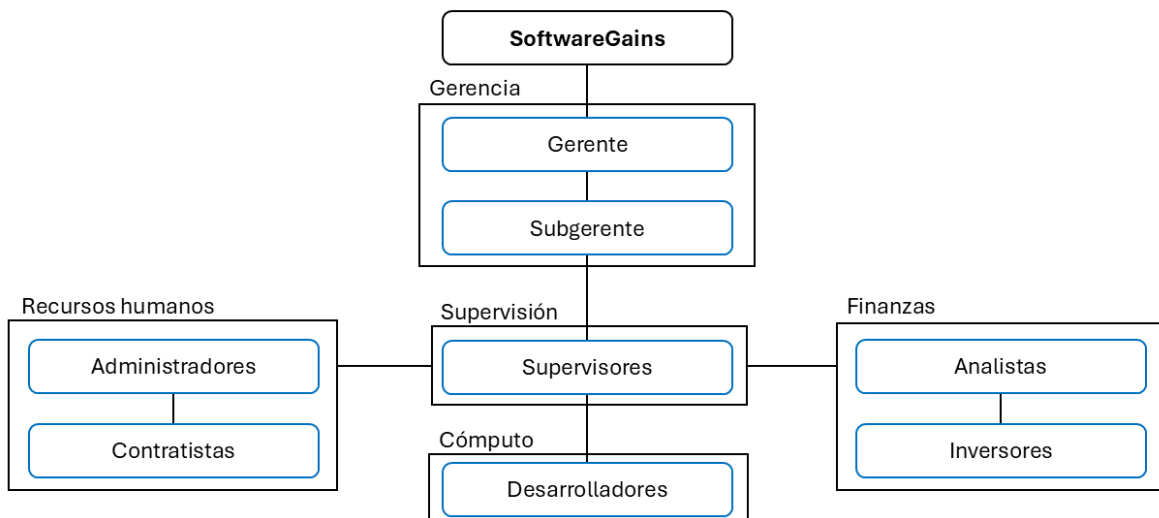 SoftwareGains
Gerencia
Gerente
Subgerente
Recursos humanos
Supervisión
Finanzas
Administradores
Supervisores
Analistas
Contratistas
Cómputo
Inversores
Desarrolladores